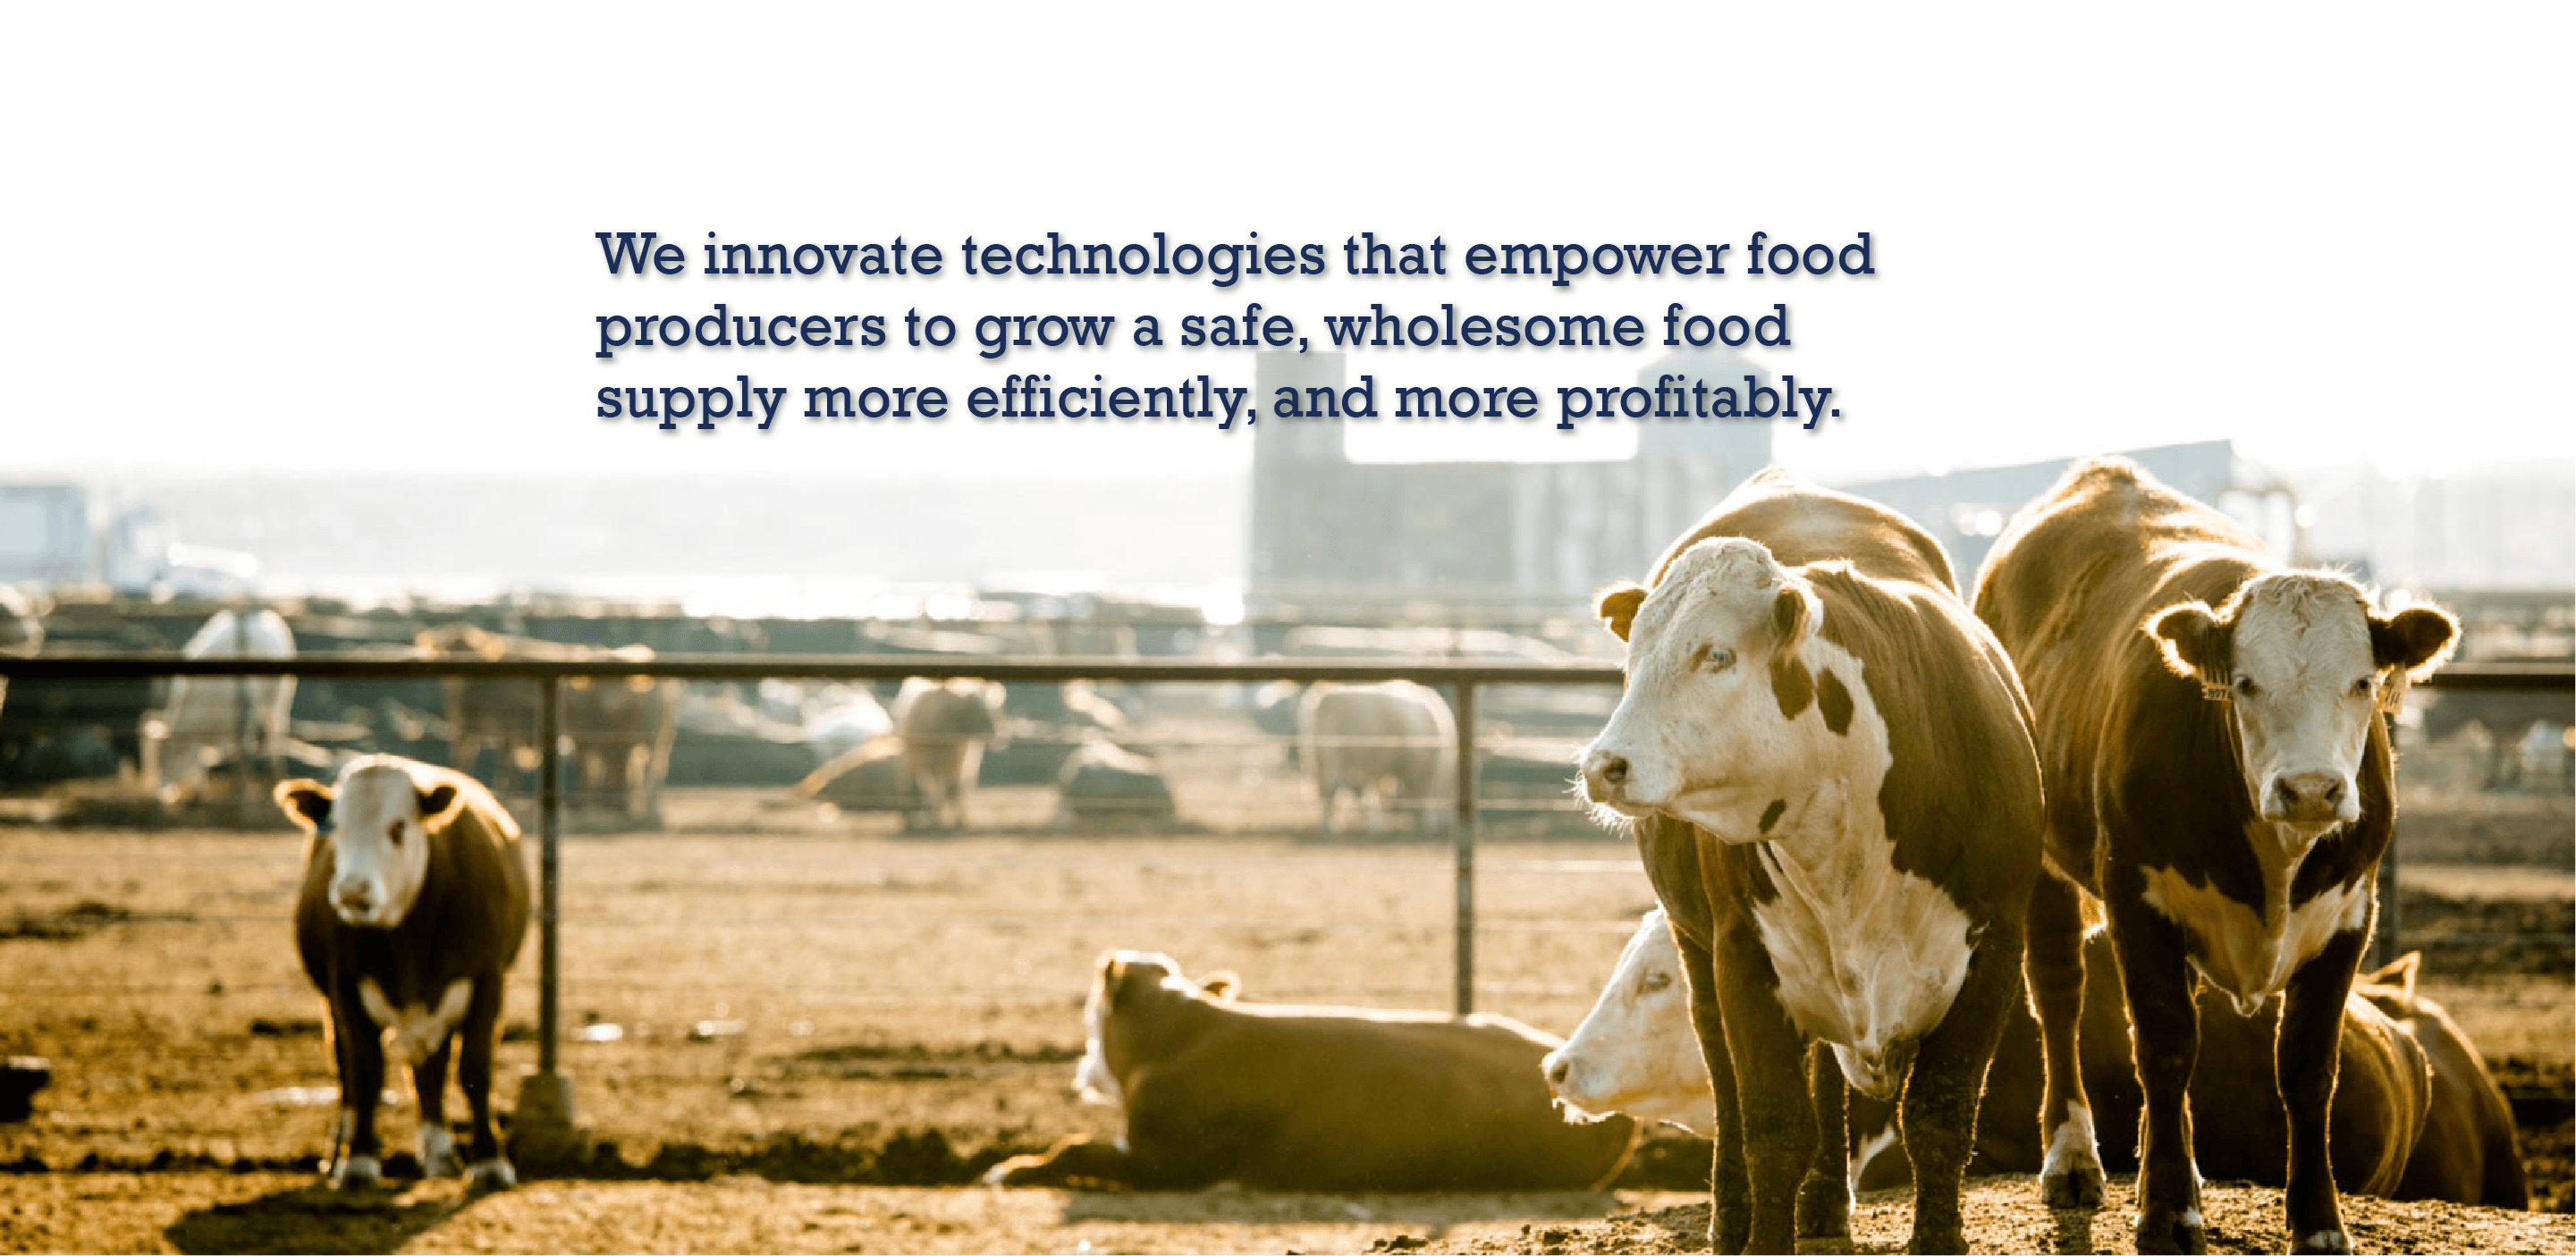 We innovate technologies that empower food
producers to grow a safe, wholesome food
supply more efficiently, and more profitably.